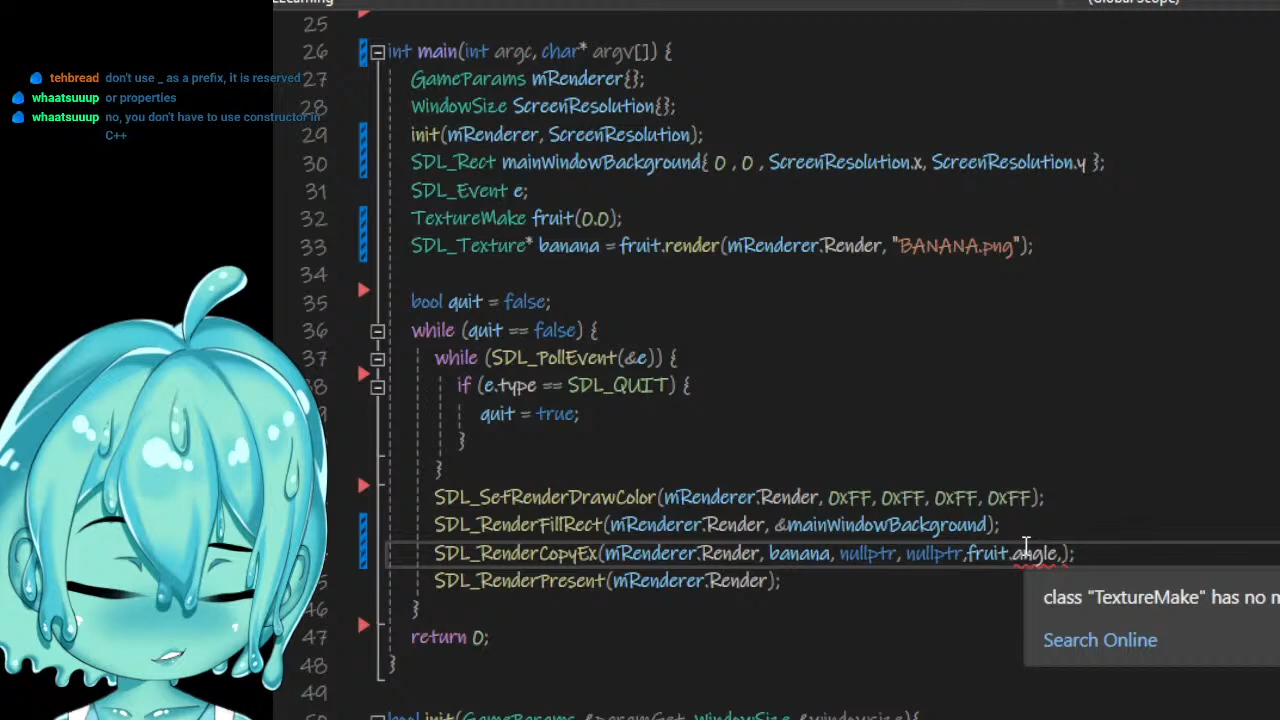 25
tehbread don't use _ as a prefix, it is reserved
whaatsuuup or properties
whaatsuuup no, you don't have to use constructor in
C++
26 int main(int argc, char* argv[]) {
27 GameParams mRenderer{};
28 WindowSize ScreenResolution{};
29 init(mRenderer, ScreenResolution);
30 SDL_Rect mainWindowBackground{ 0 , 0 , ScreenResolution.x, ScreenResolution.y };
31 SDL_Event e;
32 TextureMake fruit(0.0);
33 SDL_Texture* banana = fruit.render(mRenderer.Render, "BANANA.png");
34
35 bool quit = false;
36 while (quit == false) {
37 while (SDL_PollEvent(&e)) {
38 if (e.type == SDL_QUIT) {
9 quit = true;
}
}
SDL_SetRenderDrawColor(mRenderer.Render, 0xFF, 0xFF, 0xFF, 0xFF);
SDL_RenderFillRect(mRenderer.Render, &mainWindowBackground);
SDL_RenderCopyEx(mRenderer.Render, banana, nullptr, nullptr,fruit.angle,);
5 SDL_RenderPresent(mRenderer.Render);
46 }
47 return 0;
48 }
49
class "TextureMake" has no m
Search Online